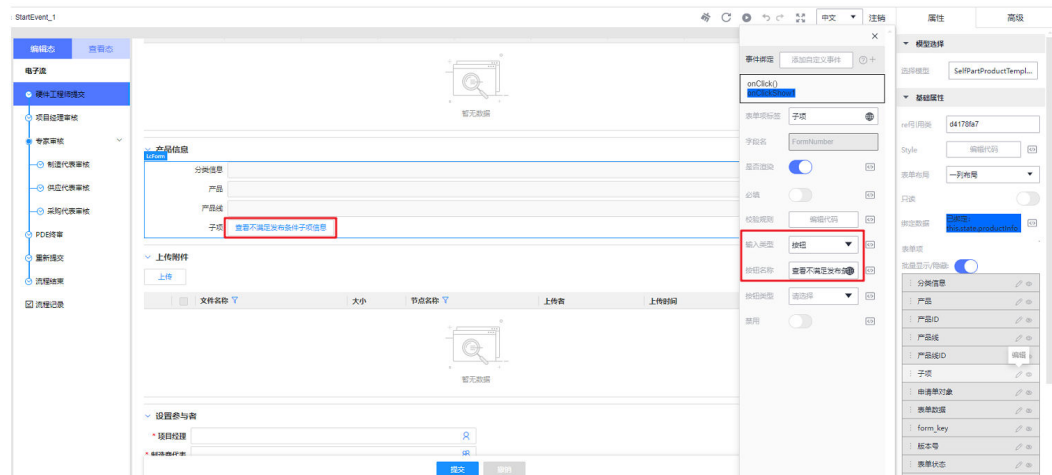 StartEvent_1
中文
注销
属性
高级
编辑态
查看态
电子流
硬件工程师提交
项目经理审核
专家审核
制造代表审核
供应代表审核
采购代表审核
PDE终审
重新提交
流程结束
流程记录
暂无数据
产品信息
LcForm
分类信息
产品
产品线
子项 查看不满足发布条件子项信息
上传附件
上传
文件名称 大小 节点名称 上传者 上传时间
暂无数据
设置参与者
* 项目经理
提交 撤销
事件绑定 添加自定义事件
onClick()
onClickShow1
表单项标签 子项
字段名 FormNumber
是否渲染
必填
校验规则 编辑代码
输入类型 按钮
按钮名称 查看不满足发布条
按钮类型 请选择
禁用
模型选择
选择模型 SelfPartProductTempl...
基础属性
d4178fa7
Style 编辑代码
表单布局 一列布局
只读
绑定数据 已绑定:
this.state.productInfo
表单项
批量显示/隐藏:
分类信息
产品
产品ID
产品线
产品线ID 编辑
子项
申请单对象
表单数据
form_key
版本号
表单状态